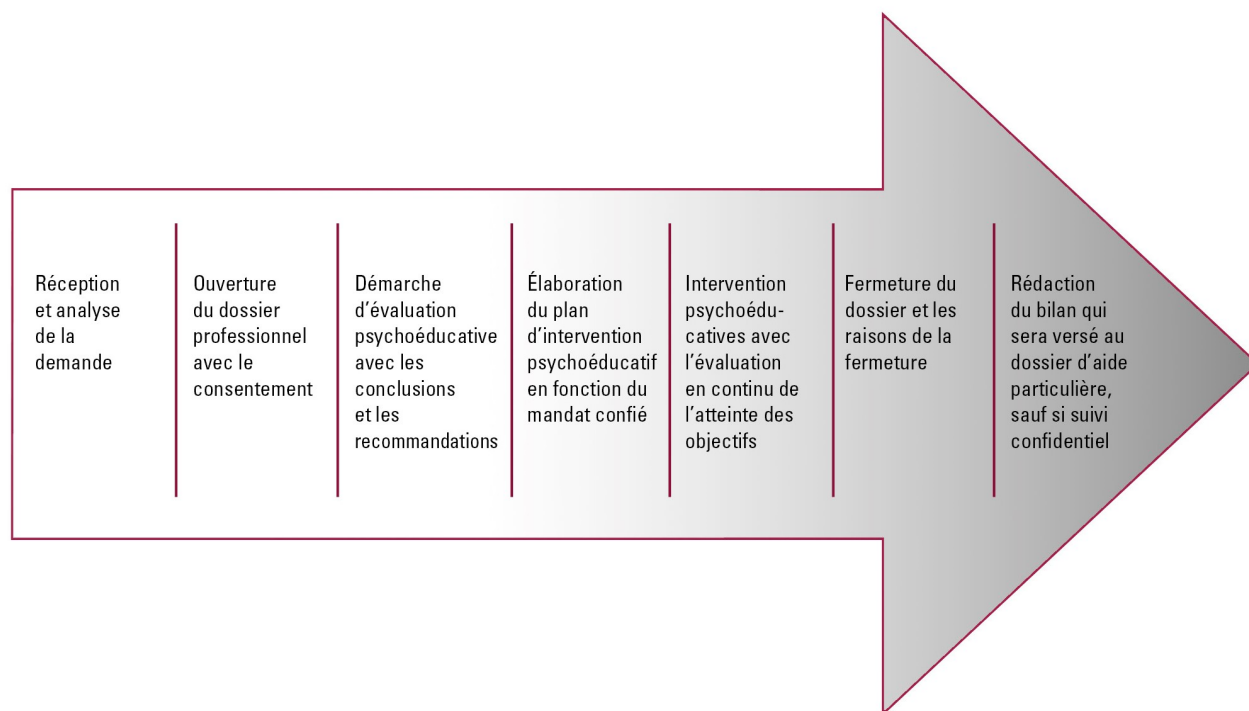 Réception
et analyse
de la
demande
Ouverture
du dossier
professionnel
avec le
consentement
Démarche
d'évaluation
psychoéducative
avec les
conclusions
et les
recommandations
Élaboration
du plan
d'intervention
psychoéducatif
en fonction du
mandat confié
Intervention
psychoédu-
catives avec
l'évaluation
en continu de
l'atteinte des
objectifs
Fermeture du
dossier et les
raisons de la
fermeture
Rédaction
du bilan qui
sera versé au
dossier d'aide
particulière,
sauf si suivi
confidentiel